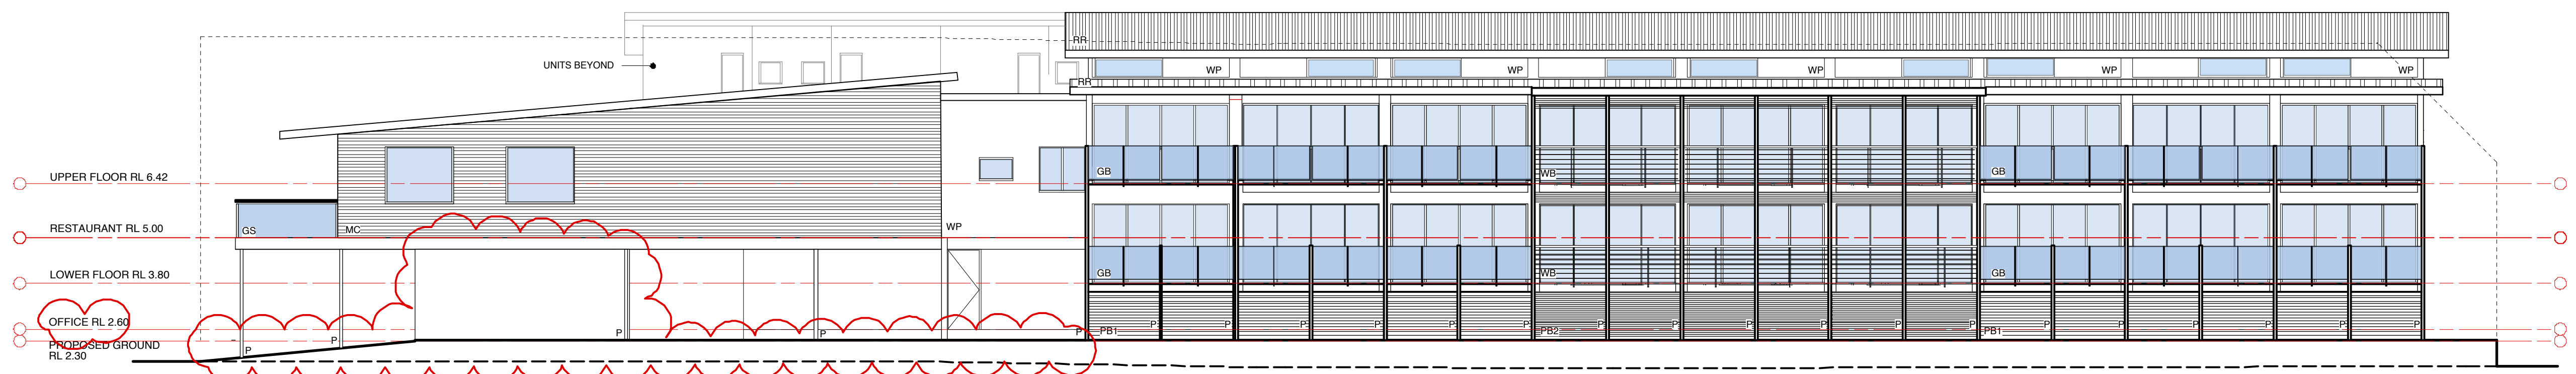 RR
UNITS BEYOND
WP
WP
WP
WP
WP
RR
UPPER FLOOR RL 6.42
GB
WB
GB
RESTAURANT RL 5.00
GS
MC
WP
LOWER FLOOR RL 3.80
GB
WB
GB
OFFICE RL 2.60
P
P
P
PB1
P
P
P
P
P
P
PB2
P
P
P
P
P
P
PB1
P
P
P
P
P
P
PROPOSED GROUND
RL 2.30
P
P